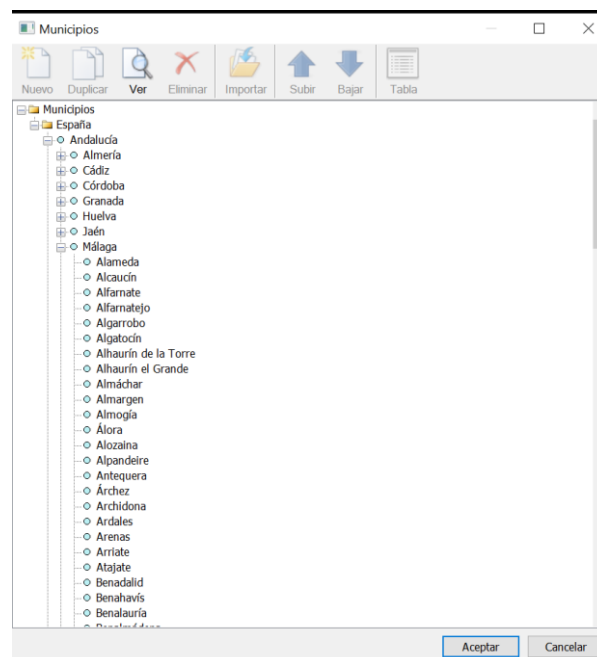 Municipios
Nuevo Duplicar Ver Eliminar Importar Subir Bajar Tabla
Municipios
España
Andalucía
Almería
Cádiz
Córdoba
Granada
Huelva
Jaén
Málaga
Alameda
Alcaucín
Alfarnate
Alfarnatejo
Algarrobo
Algatocín
Alhaurín de la Torre
Alhaurín el Grande
Almáchar
Almargen
Almogía
Álora
Alozaina
Alpandeire
Antequera
Árchez
Archidona
Ardales
Arenas
Arriate
Atajate
Benadalid
Benahavís
Benalauría
Aceptar Cancelar